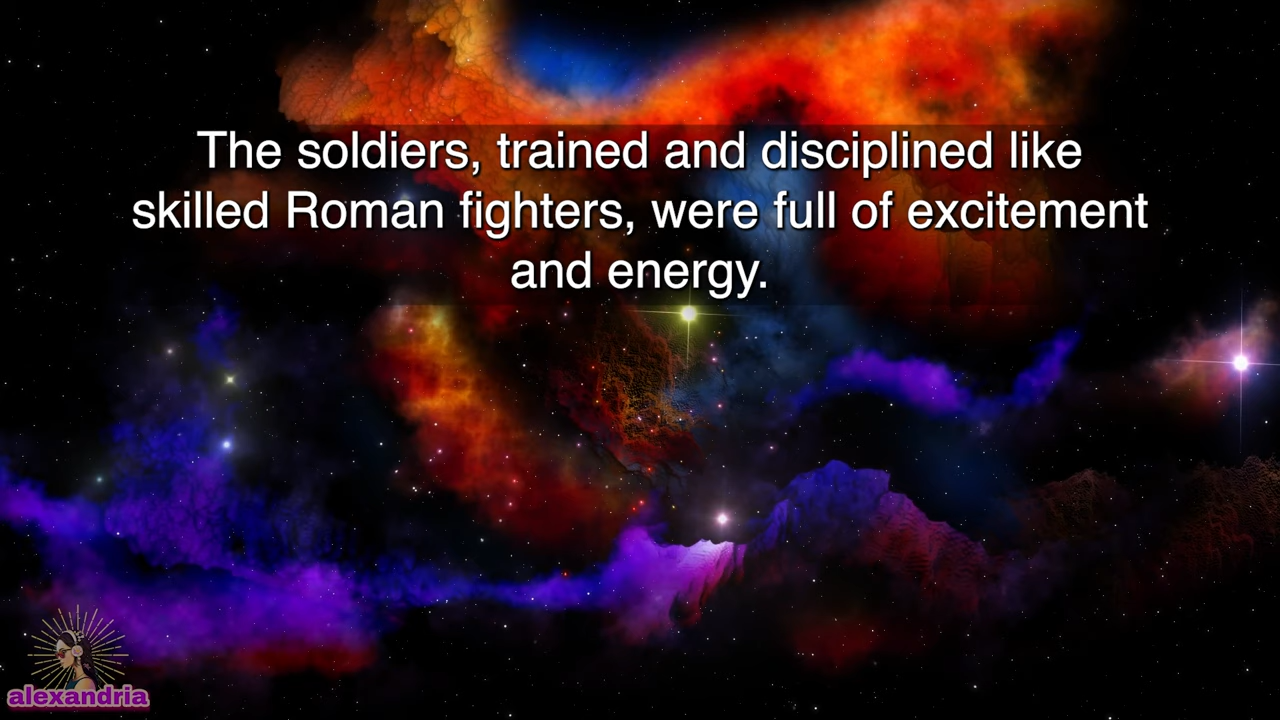 The soldiers, trained and disciplined like
skilled Roman fighters, were full of excitement
and energy.
alexandria